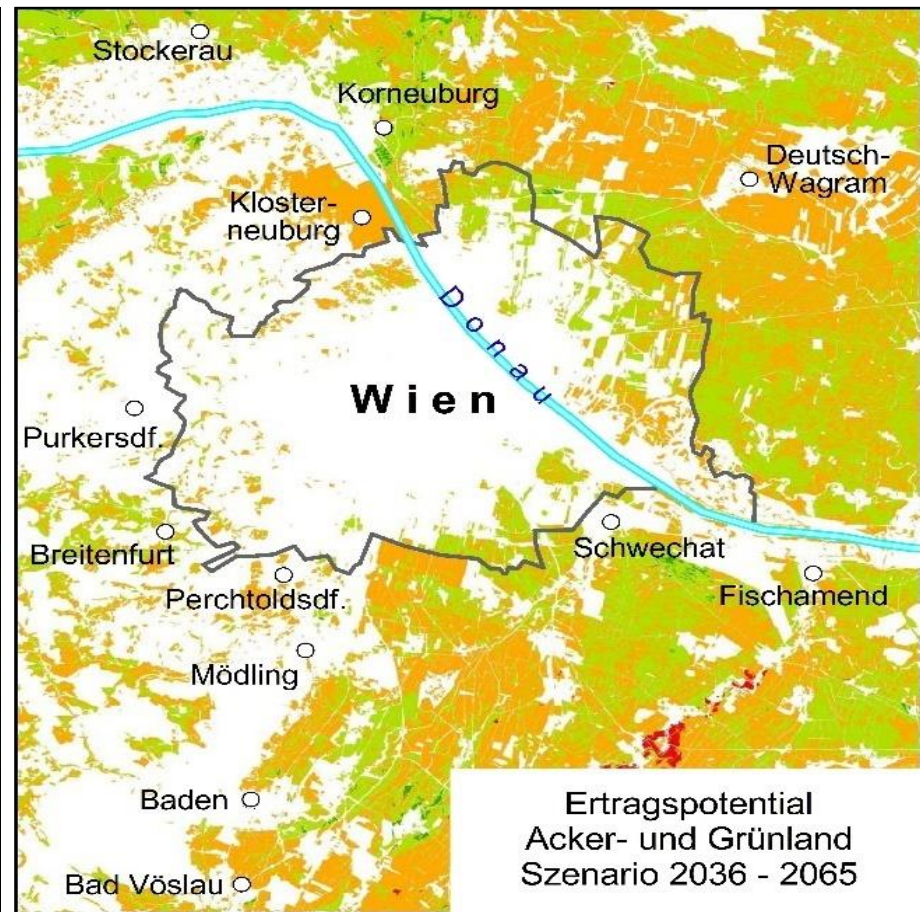 Stockerau
Korneuburg
Deutsch-
Wagram
Kloster-
neuburg
Donau
Wien
Purkersdf.
Breitenfurt
Schwechat
Perchtoldsdf.
Fischamend
Mödling
Baden
Bad Vöslau
Ertragspotential
Acker- und Grünland
Szenario 2036 - 2065